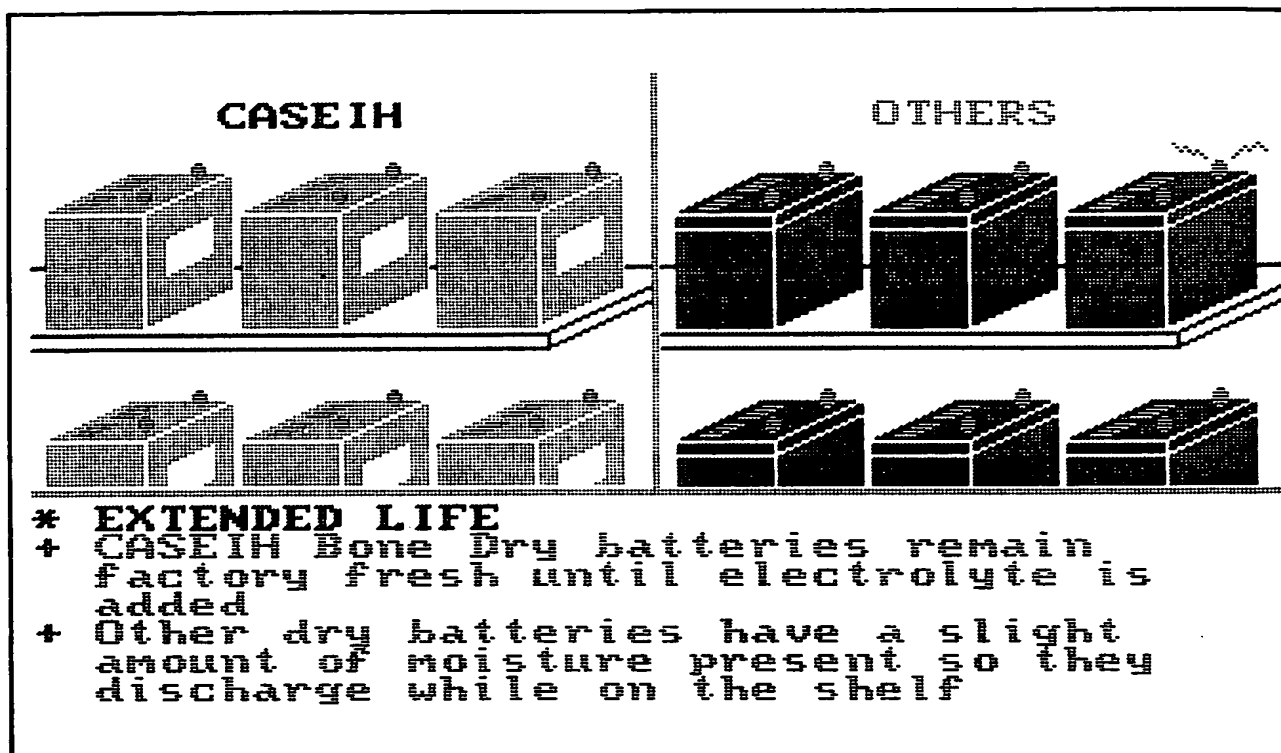 CASEIH
OTHERS
* EXTENDED LIFE
+ CASEIH Bone Dry batteries remain
factory fresh until electrolyte is
added
+ Other dry batteries have a slight
amount of moisture present so they
discharge while on the shelf